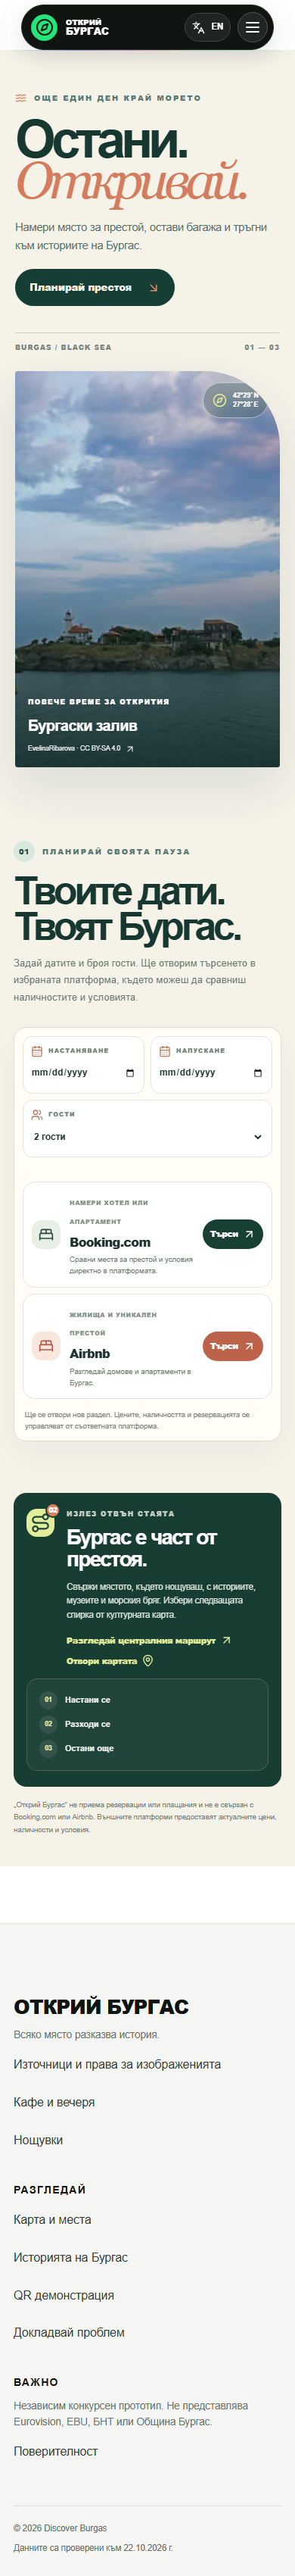 ОТКРИЙ
БУРГАС
EN
ОЩЕ ЕДИН ДЕН КРАЙ МОРЕТО
Остани.
Откривай.
Намери място за престой, остави багажа и тръгни
към историите на Бургас.
Планирай престоя
BURGAS / BLACK SEA
01 — 03
42°29' N
27°28' E
ПОВЕЧЕ ВРЕМЕ ЗА ОТКРИТИЯ
Бургаски залив
EvelinaRibarova · CC BY-SA 4.0
01 ПЛАНИРАЙ СВОЯТА ПАУЗА
Твоите дати.
Твоят Бургас.
Задай датите и броя гости. Ще отворим търсенето в
избраната платформа, където можеш да сравниш
наличностите и условията.
НАСТАНЯВАНЕ
mm/dd/yyyy
НАПУСКАНЕ
mm/dd/yyyy
ГОСТИ
2 гости
НАМЕРИ ХОТЕЛ ИЛИ
АПАРТАМЕНТ
Booking.com
Сравни места за престой и условия
директно в платформата.
Търси
ЖИЛИЩА И УНИКАЛЕН
ПРЕСТОЙ
Airbnb
Разгледай домове и апартаменти в
Бургас.
Търси
Ще се отвори нов раздел. Цените, наличността и резервацията се
управляват от съответната платформа.
02
ИЗЛЕЗ ОТВЪН СТАЯТА
Бургас е част от
престоя.
Свържи мястото, където нощуваш, с историите,
музеите и морския бряг. Избери следващата
спирка от културната карта.
Разгледай централния маршрут
Отвори картата
01 Настани се
02 Разходи се
03 Остани още
„Открий Бургас“ не приема резервации или плащания и не е свързан с
Booking.com или Airbnb. Външните платформи предоставят актуалните цени,
наличности и условия.
ОТКРИЙ БУРГАС
Всяко място разказва история.
Източници и права за изображенията
Кафе и вечеря
Нощувки
РАЗГЛЕДАЙ
Карта и места
Историята на Бургас
QR демонстрация
Докладвай проблем
ВАЖНО
Независим конкурсен прототип. Не представлява
Eurovision, EBU, БНТ или Община Бургас.
Поверителност
© 2026 Discover Burgas
Данните са проверени към 22.10.2026 г.